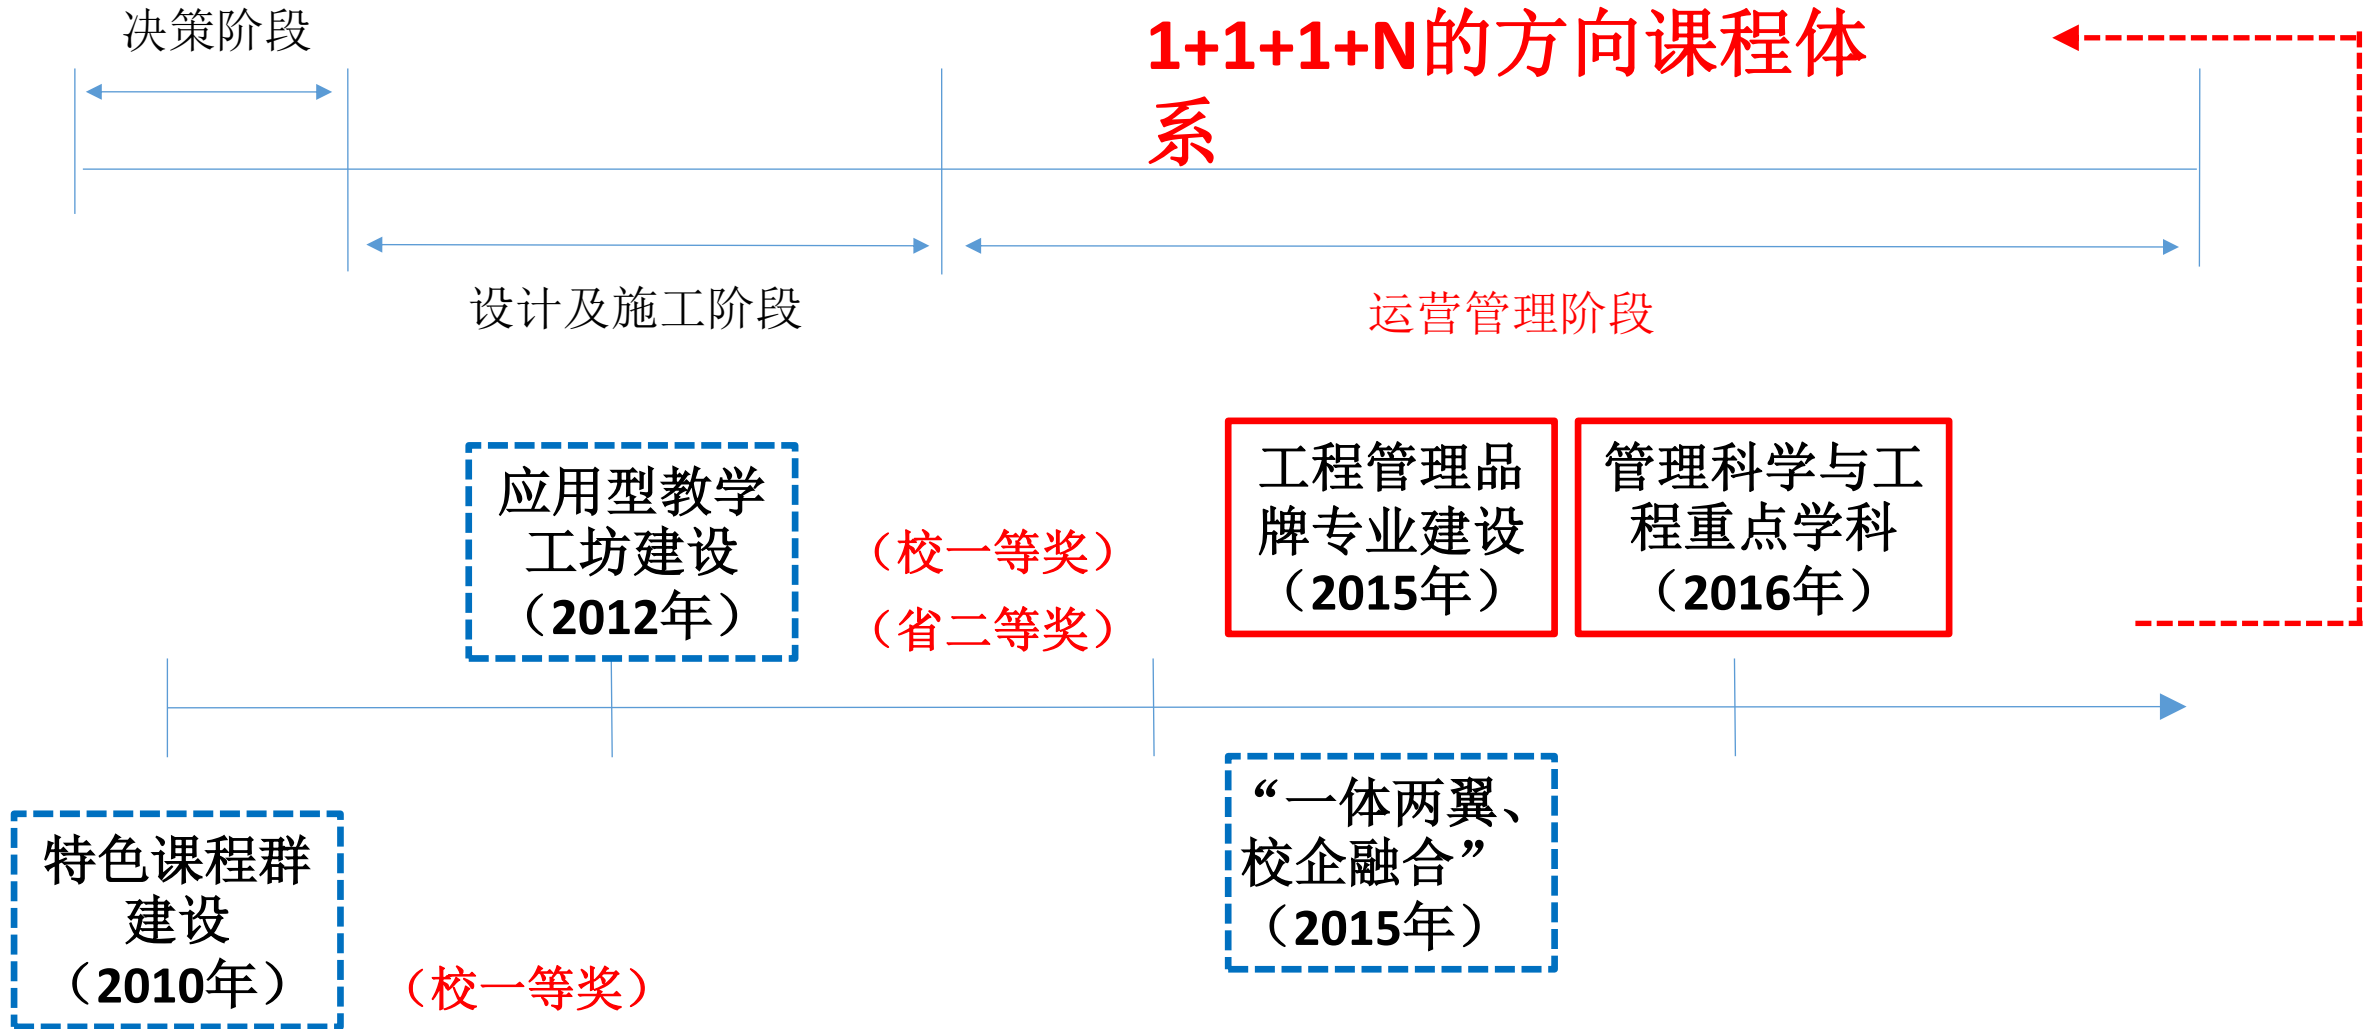 决策阶段
1+1+1+N的方向课程体
系
设计及施工阶段
运营管理阶段
应用型教学
工坊建设
（2012年）
（校一等奖）
（省二等奖）
工程管理品
牌专业建设
（2015年）
管理科学与工
程重点学科
（2016年）
特色课程群
建设
（2010年）
（校一等奖）
“一体两翼、
校企融合”
（2015年）